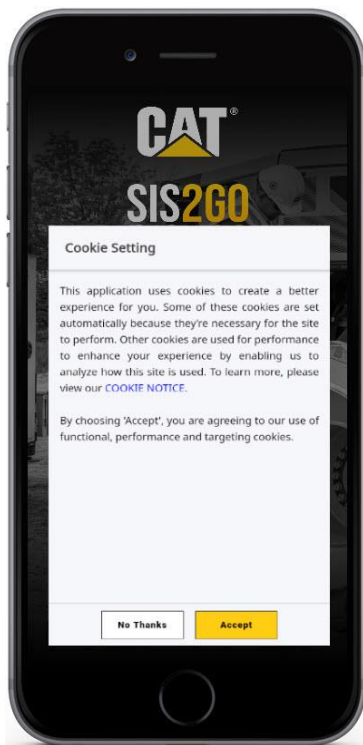 CAT®
SIS2GO
Cookie Setting
This application uses cookies to create a better
experience for you. Some of these cookies are set
automatically because they're necessary for the site
to perform. Other cookies are used for performance
to enhance your experience by enabling us to
analyze how this site is used. To learn more, please
view our COOKIE NOTICE.
By choosing 'Accept', you are agreeing to our use of
functional, performance and targeting cookies.
No Thanks
Accept